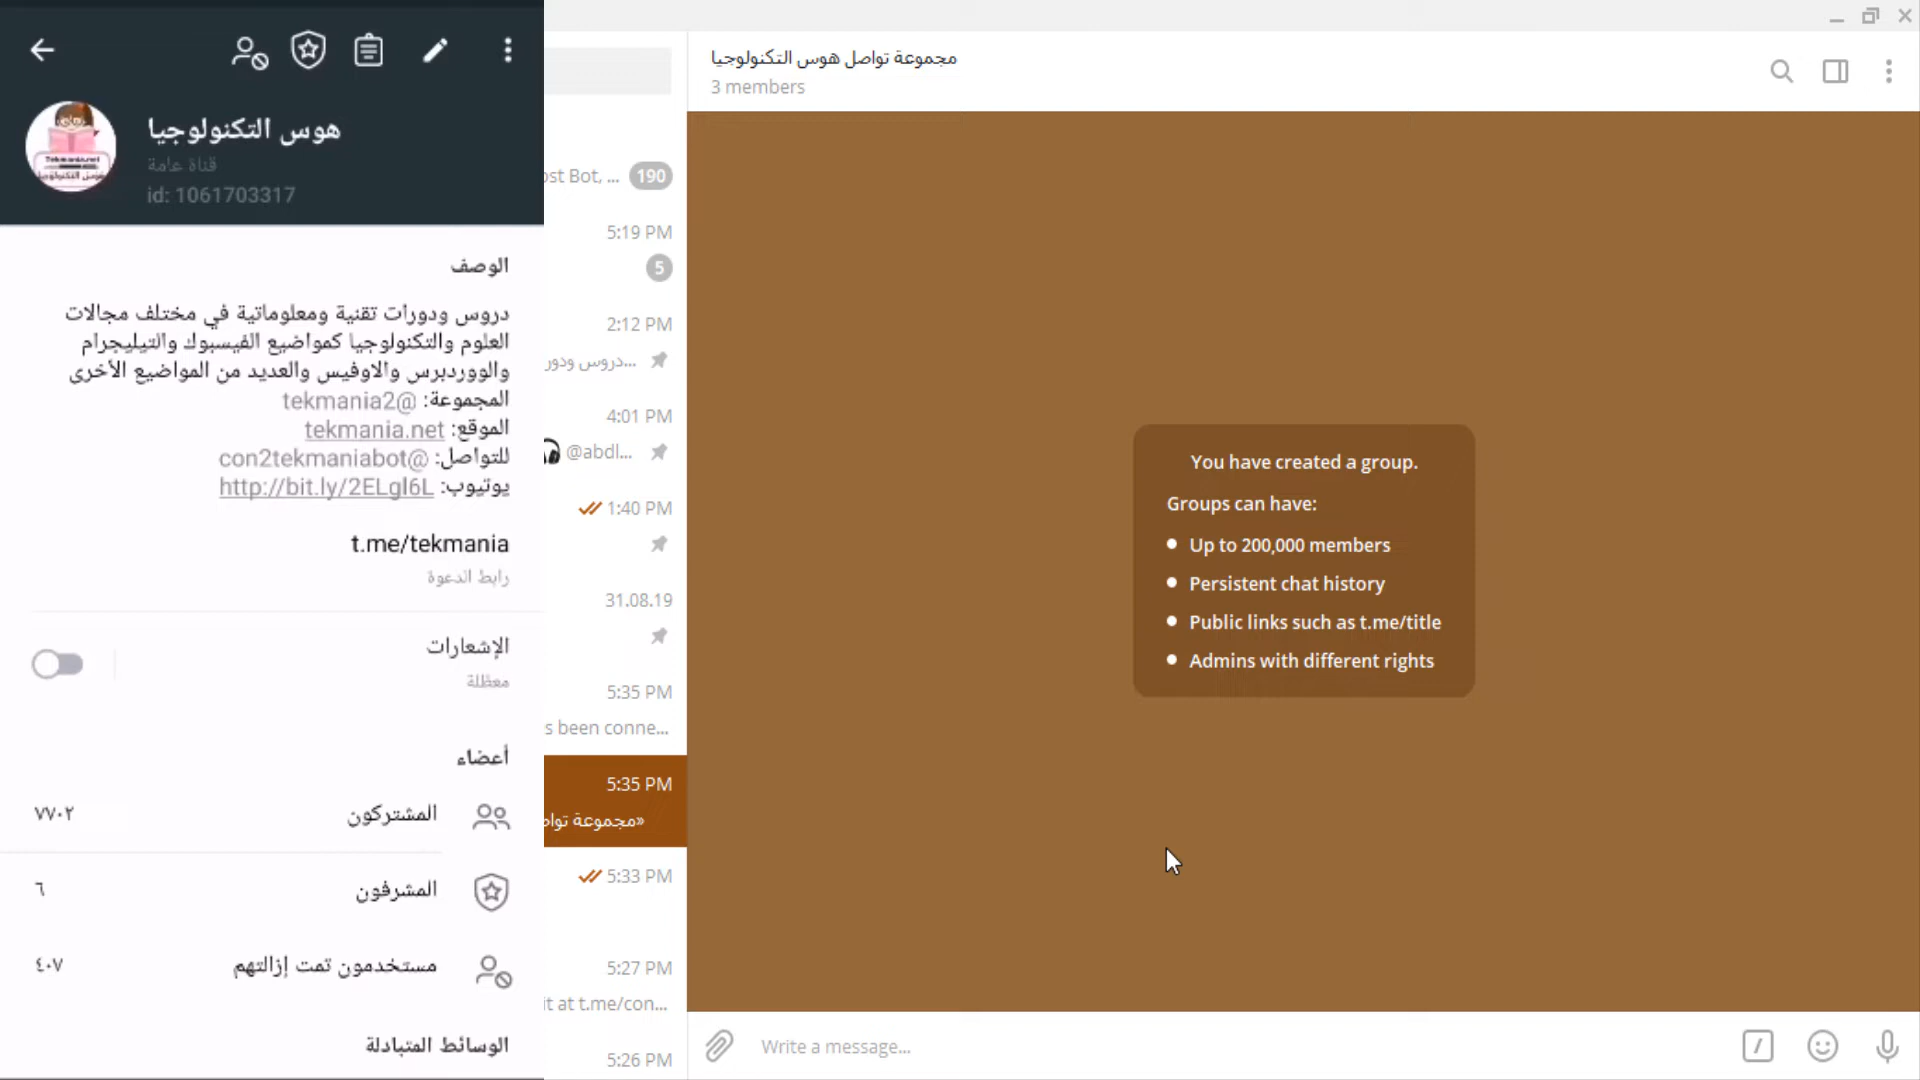 هوس التكنولوجيا
قناة عامة
id: 1061703317
الوصف
دروس ودورات تقنية ومعلوماتية في مختلف مجالات
العلوم والتكنولوجيا كمواضيع الفيسبوك والتيليجرام
والووردبرس والاوفيس والعديد من المواضيع الأخرى
المجموعة: @tekmania2
الموقع: tekmania.net
للتواصل: @con2tekmaniabot
يوتيوب: http://bit.ly/2ELgl6L
t.me/tekmania
رابط الدعوة
الإشعارات
معطّلة
أعضاء
المشتركون
٧٧٠٢
المشرفون
٦
مستخدمون تمت إزالتهم
٤٠٧
الوسائط المتبادلة
ost Bot, ...
190
5:19 PM
5
2:12 PM
دروس ودور...
4:01 PM
@abdl...
1:40 PM
31.08.19
5:35 PM
s been conne...
5:35 PM
«مجموعة تواص
5:33 PM
5:27 PM
it at t.me/con...
5:26 PM
مجموعة تواصل هوس التكنولوجيا
3 members
You have created a group.
Groups can have:
Up to 200,000 members
Persistent chat history
Public links such as t.me/title
Admins with different rights
Write a message...